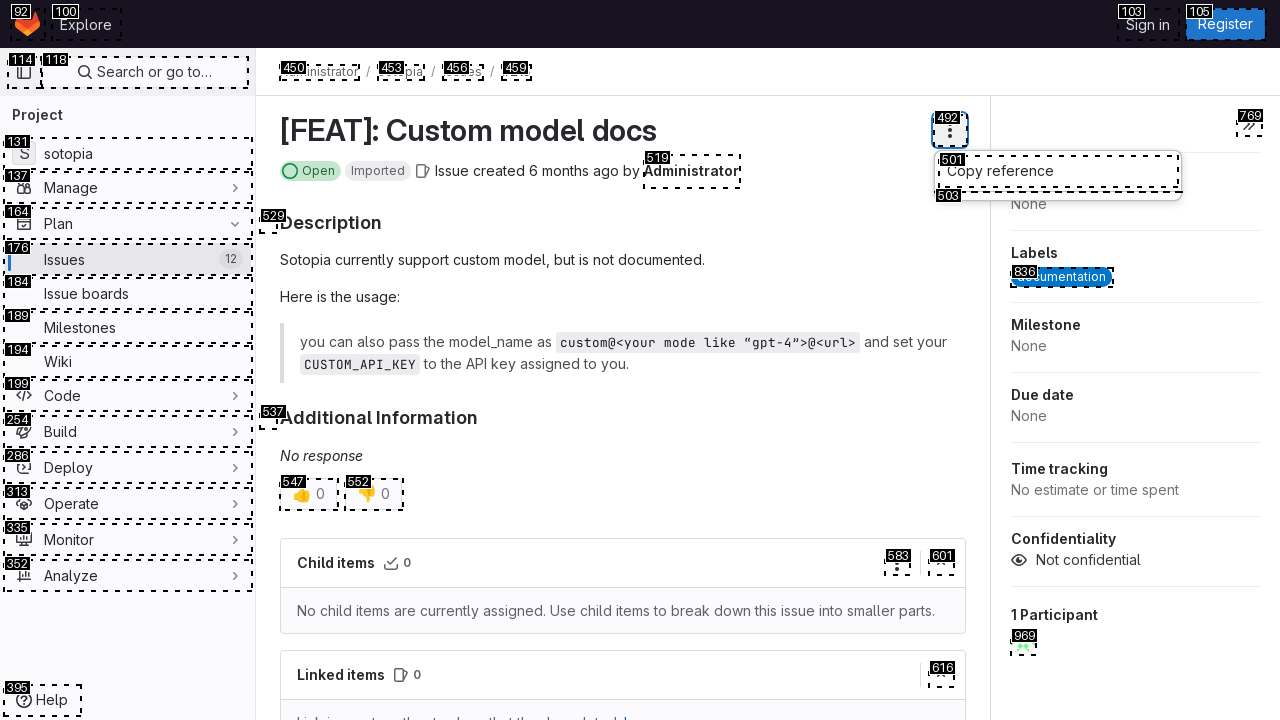 Explore
Sign in
Register
92
100
103
105
114
118
Search or go to…
Project
131
S
sotopia
137
Manage
164
Plan
176
Issues
12
184
Issue boards
189
Milestones
194
Wiki
199
Code
254
Build
286
Deploy
313
Operate
335
Monitor
352
Analyze
395
Help
450
453
/
456
/
459
/
[FEAT]: Custom model docs
492
769
Open
Imported
Issue created 6 months ago by
519
Administrator
501
Copy reference
503
None
529
Description
Sotopia currently support custom model, but is not documented.
Here is the usage:
you can also pass the model_name as custom@<your mode like “gpt-4”>@<url> and set your
CUSTOM_API_KEY to the API key assigned to you.
537
Additional Information
No response
547
👍 0
552
👎 0
Child items
0
583
601
No child items are currently assigned. Use child items to break down this issue into smaller parts.
Linked items
0
616
Labels
836
documentation
Milestone
None
Due date
None
Time tracking
No estimate or time spent
Confidentiality
Not confidential
1 Participant
969